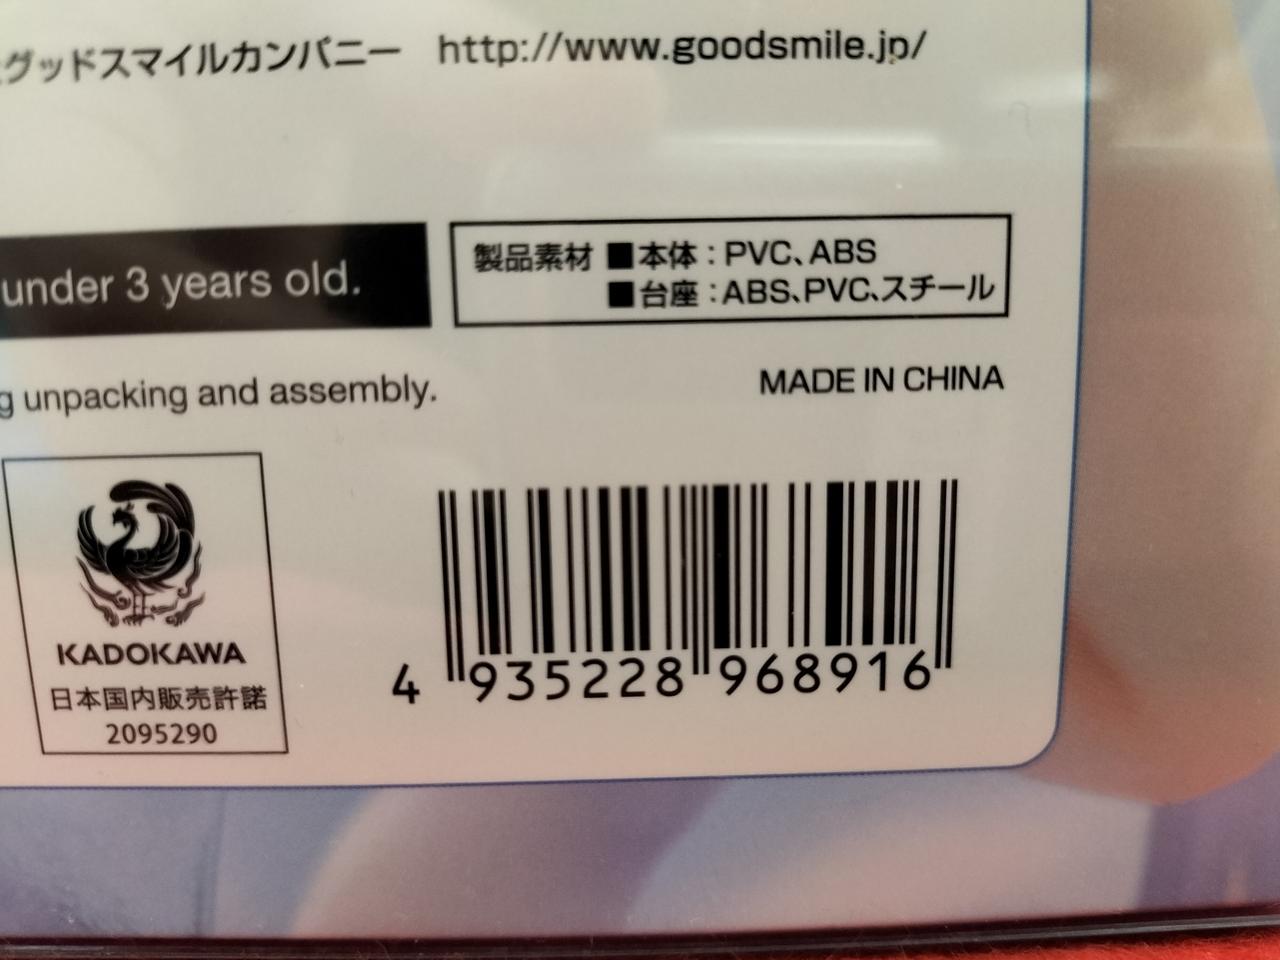 グッドスマイルカンパニー http://www.goodsmile.jp/
under 3 years old.
製品素材 ■本体：PVC、ABS
■台座：ABS、PVC、スチール
unpacking and assembly.
MADE IN CHINA
KADOKAWA
日本国内販売許諾
2095290
4 935228 968916